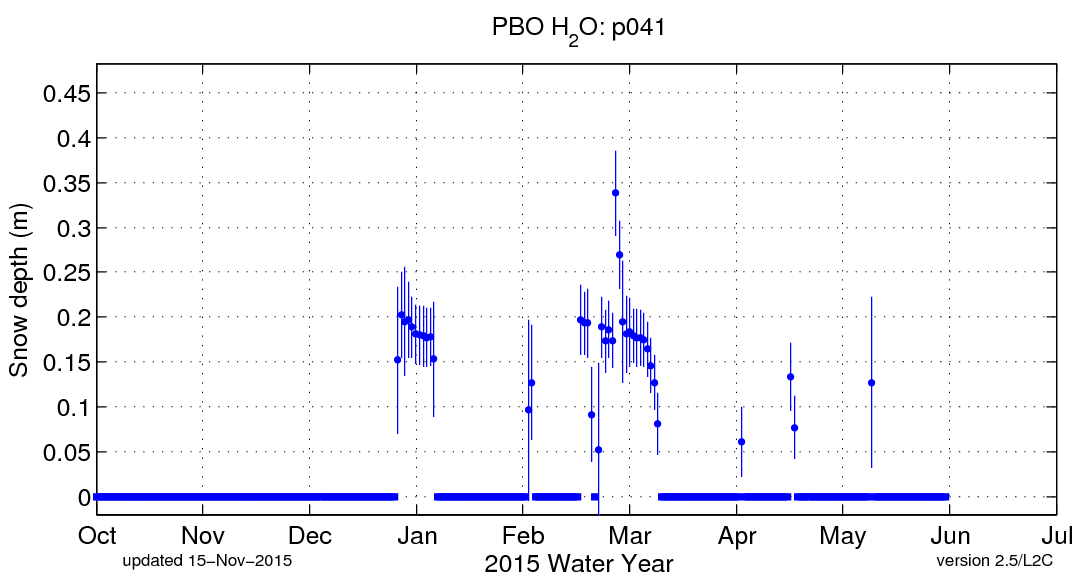 PBO H2O: p041
0.45
0.4
0.35
0.3
0.25
0.2
0.15
0.1
0.05
0
Snow depth (m)
Oct Nov Dec Jan Feb Mar Apr May Jun Jul
updated 15−Nov−2015 2015 Water Year version 2.5/L2C